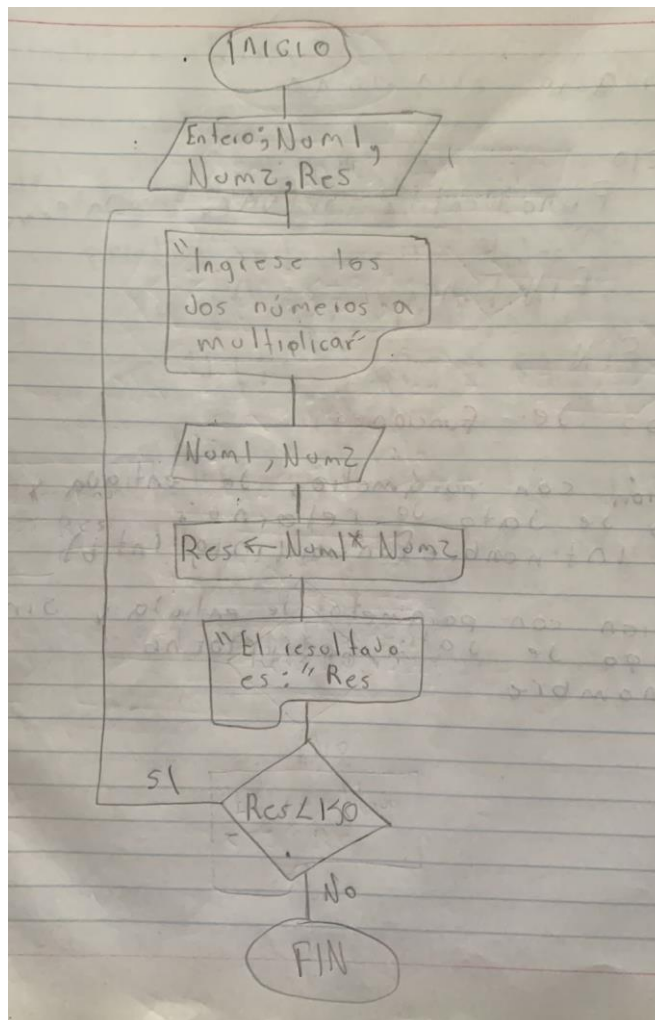 INICIO
Entero; Num1,
Num2, Res
"Ingrese los
dos números a
multiplicar"
Num1, Num2
Res ← Num1 * Num2
"El resultado
es:" Res
SI
Res<150
No
FIN